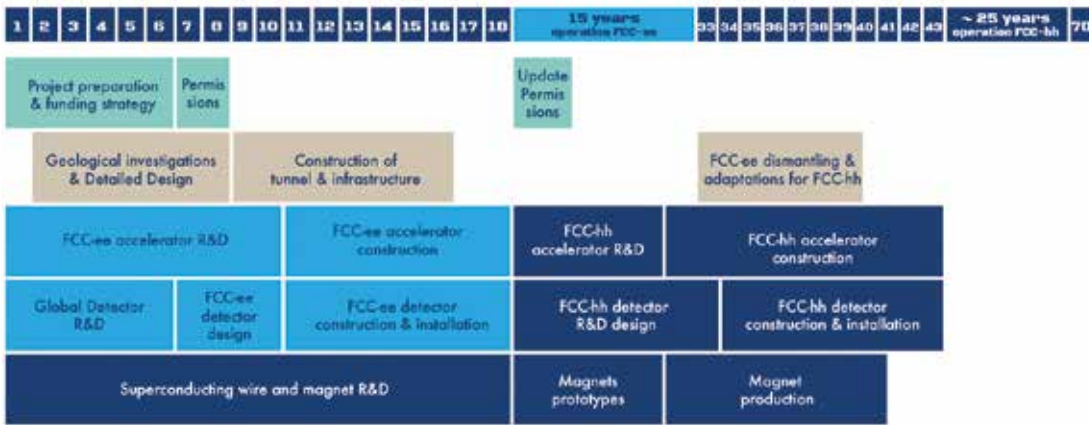 1 2 3 4 5 6 7 8 9 10 11 12 13 14 15 16 17 18 15 years 33 34 35 36 37 38 39 40 41 42 43 ~ 25 years 70
operation FCC-ee operation FCC-hh
Project preparation
& funding strategy
Permis
sions
Update
Permis
sions
Geological investigations
& Detailed Design
Construction of
tunnel & infrastructure
FCC-ee dismantling &
adaptations for FCC-hh
FCC-ee accelerator R&D
FCC-ee accelerator
construction
FCC-hh
accelerator R&D
FCC-hh accelerator
construction
Global Detector
R&D
FCC-ee
detector
design
FCC-ee detector
construction & installation
FCC-hh detector
R&D design
FCC-hh detector
construction & installation
Superconducting wire and magnet R&D
Magnets
prototypes
Magnet
production